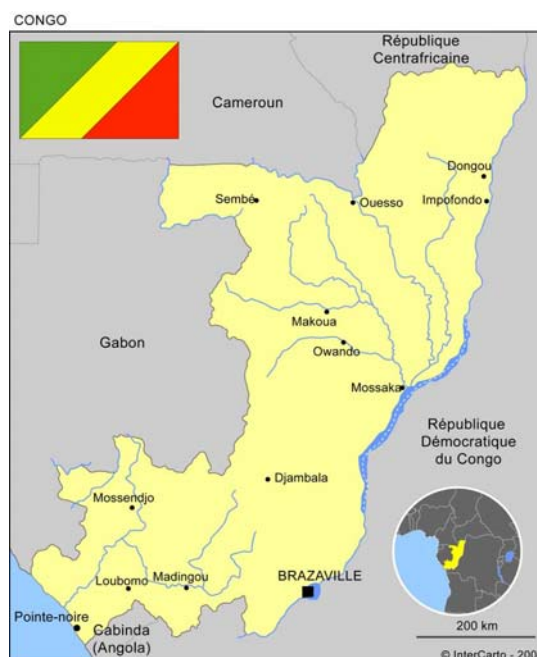 CONGO
République
Centrafricaine
Cameroun
Dongou
Sembé
Ouesso
Impofondo
Makoua
Gabon
Owando
Mossaka
République
Démocratique
du Congo
Djambala
Mossendjo
Loubomo
Madingou
BRAZAVILLE
Pointe-noire
Cabinda
(Angola)
200 km
© InterCarto - 200